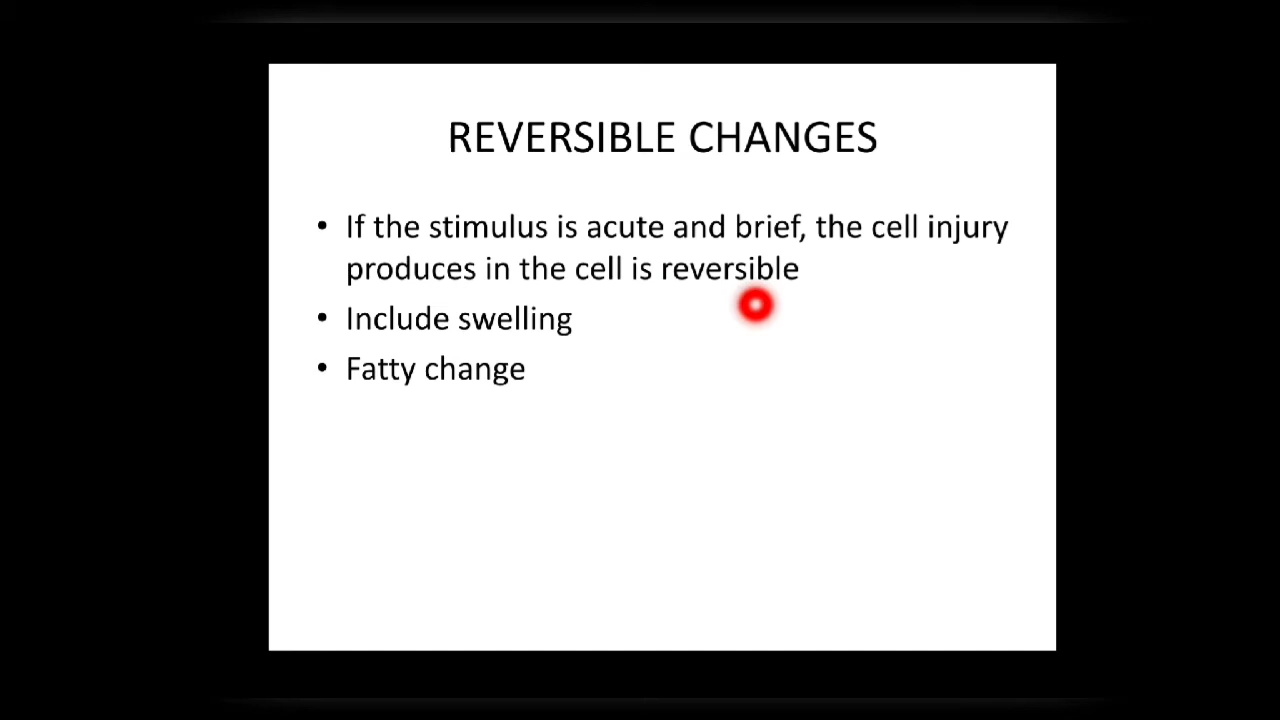 REVERSIBLE CHANGES
• If the stimulus is acute and brief, the cell injury
produces in the cell is reversible
• Include swelling
• Fatty change